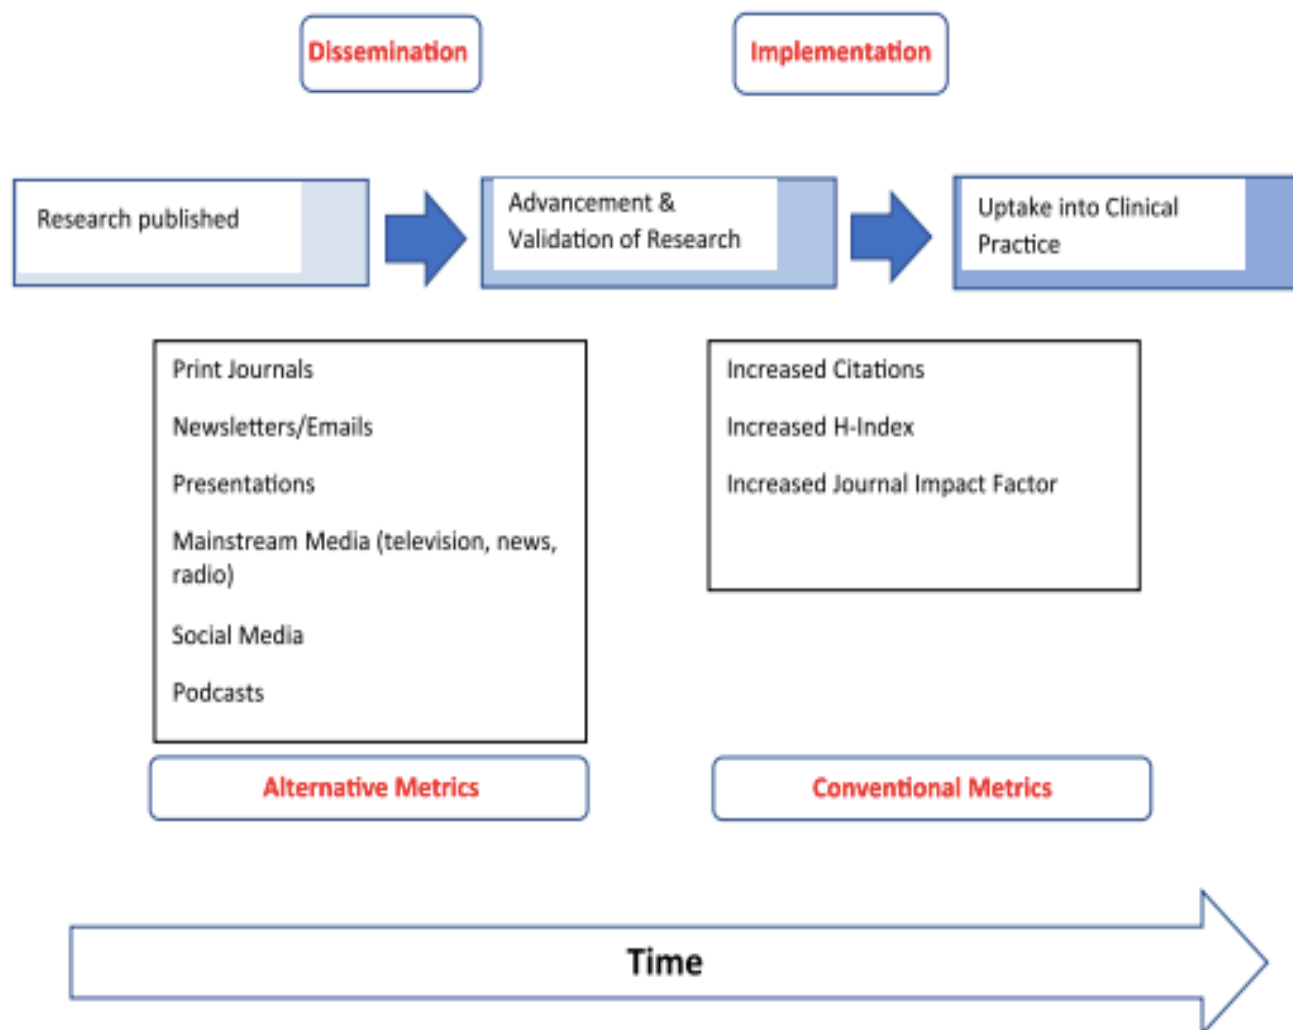 Dissemination
Implementation
Research published
Advancement &
Validation of Research
Uptake into Clinical
Practice
Print Journals
Newsletters/Emails
Presentations
Mainstream Media (television, news,
radio)
Social Media
Podcasts
Increased Citations
Increased H-Index
Increased Journal Impact Factor
Alternative Metrics
Conventional Metrics
Time